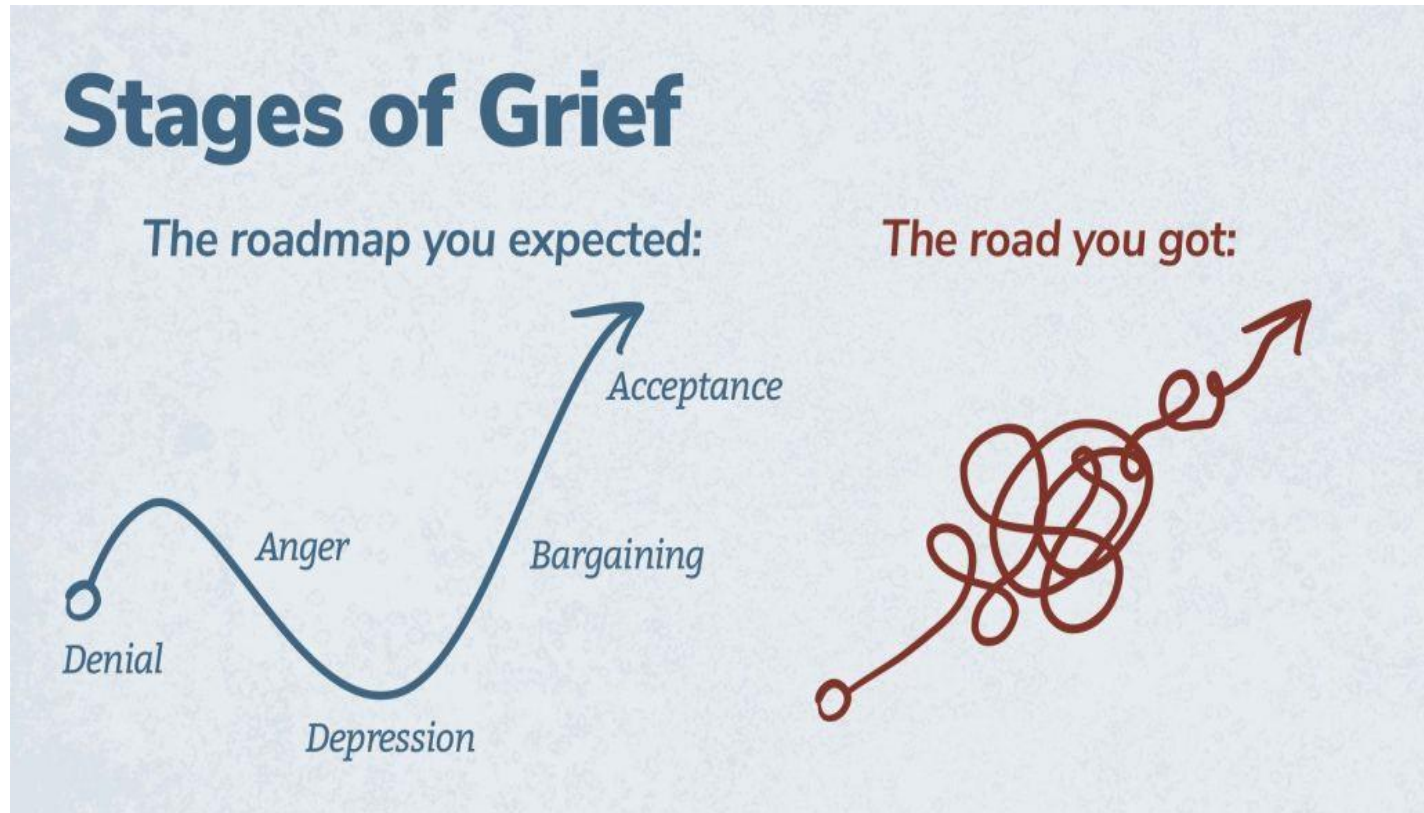 Stages of Grief
The roadmap you expected:
Acceptance
Anger
Bargaining
Denial
Depression
The road you got: